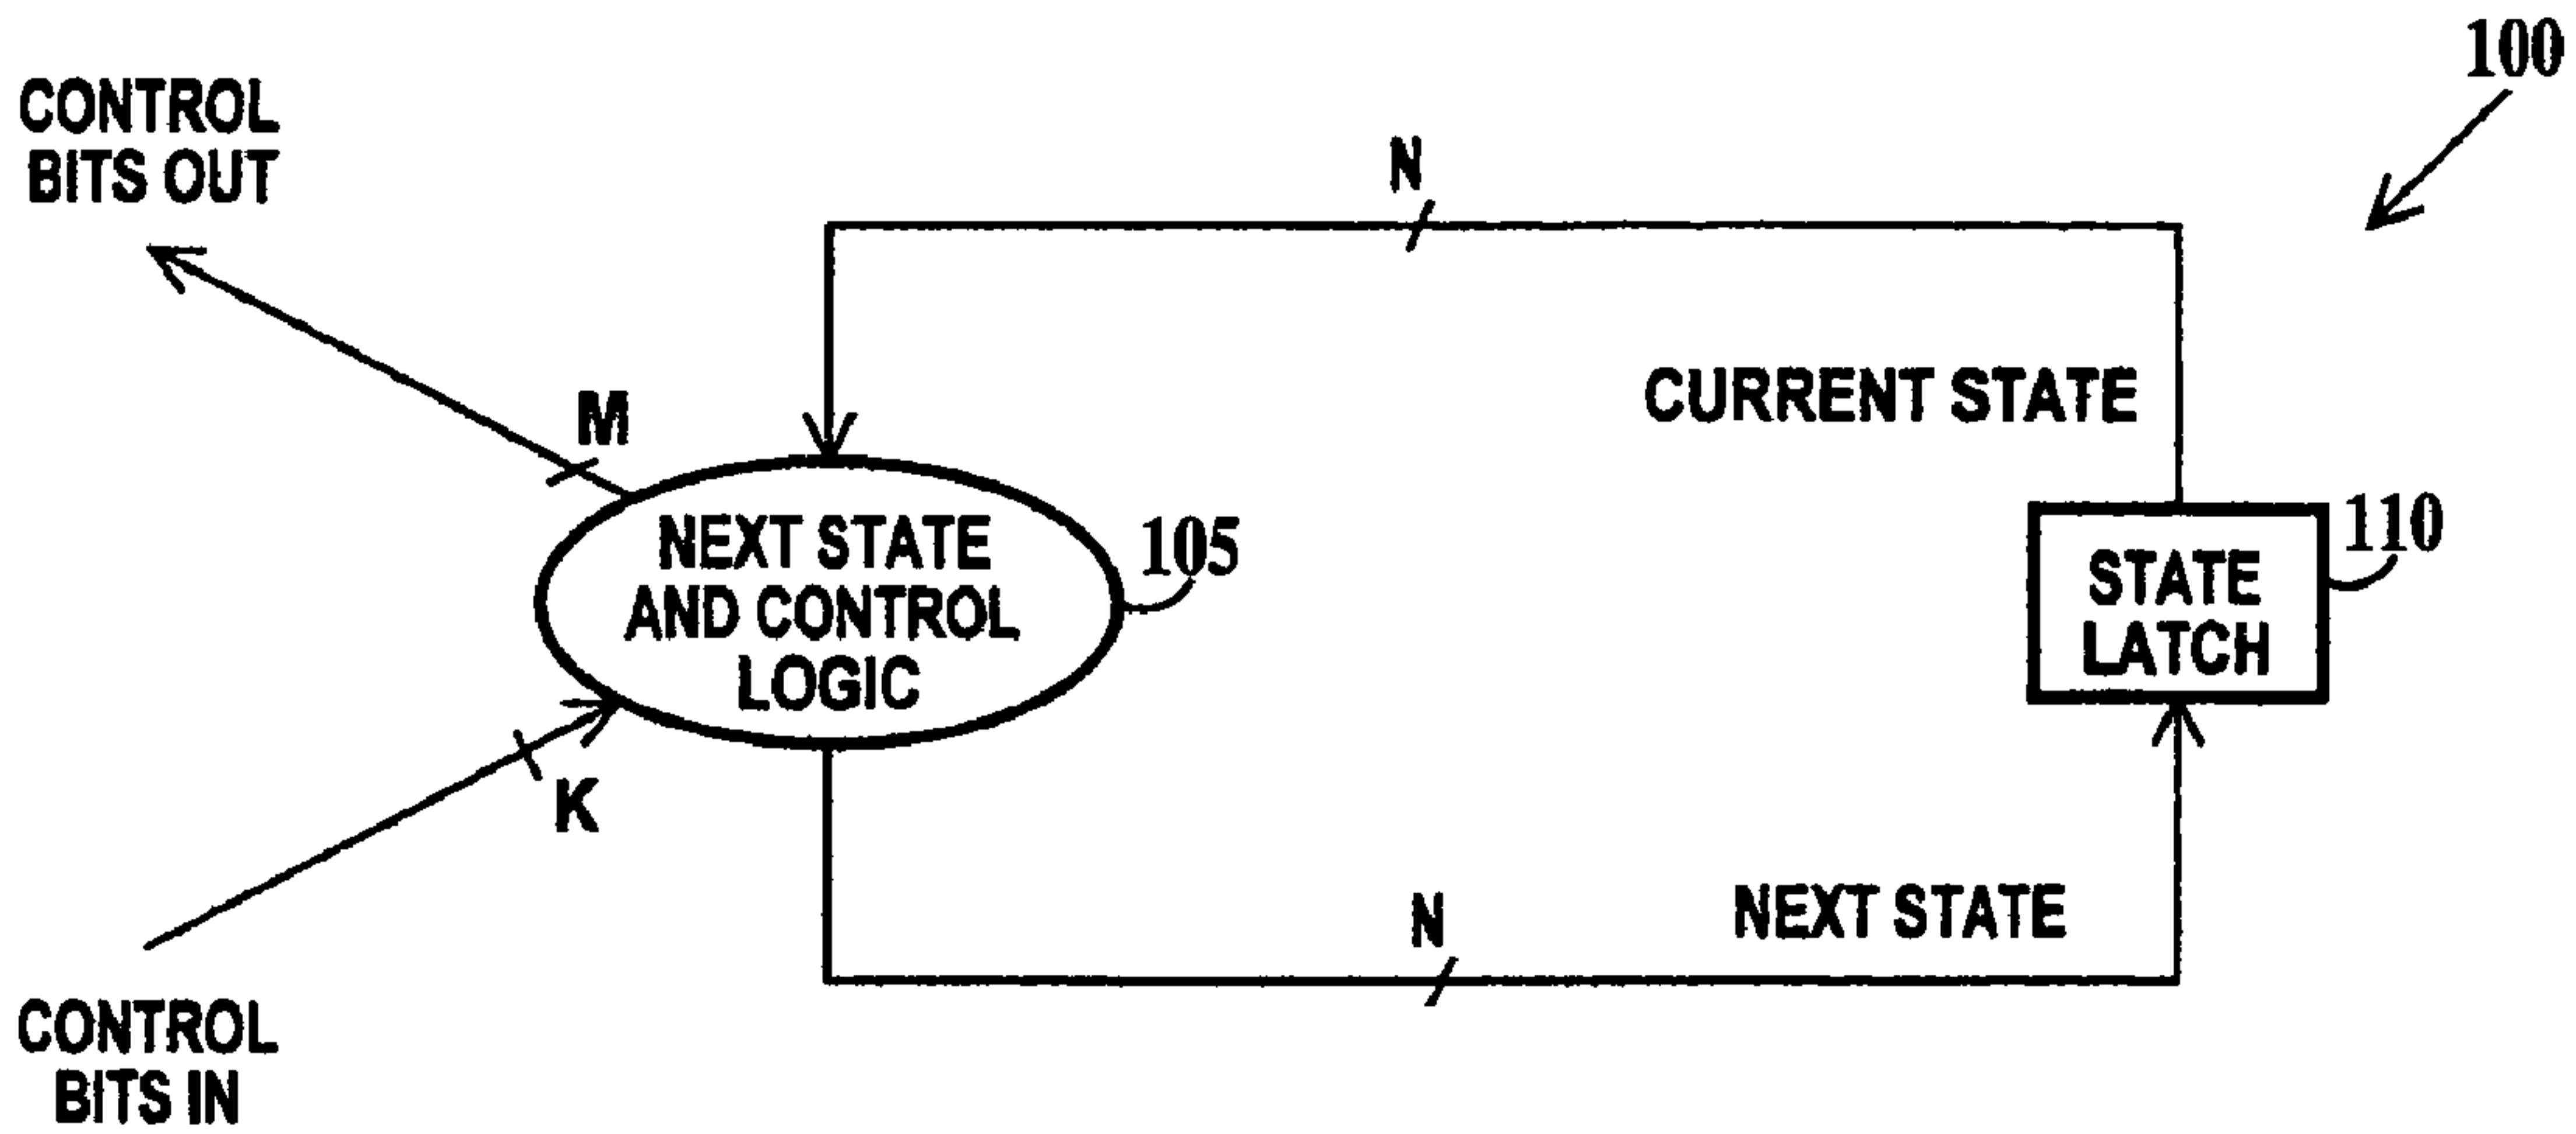 100
CONTROL
BITS OUT
N
M
CURRENT STATE
NEXT STATE
AND CONTROL
LOGIC
105
STATE
LATCH
110
K
N
NEXT STATE
CONTROL
BITS IN